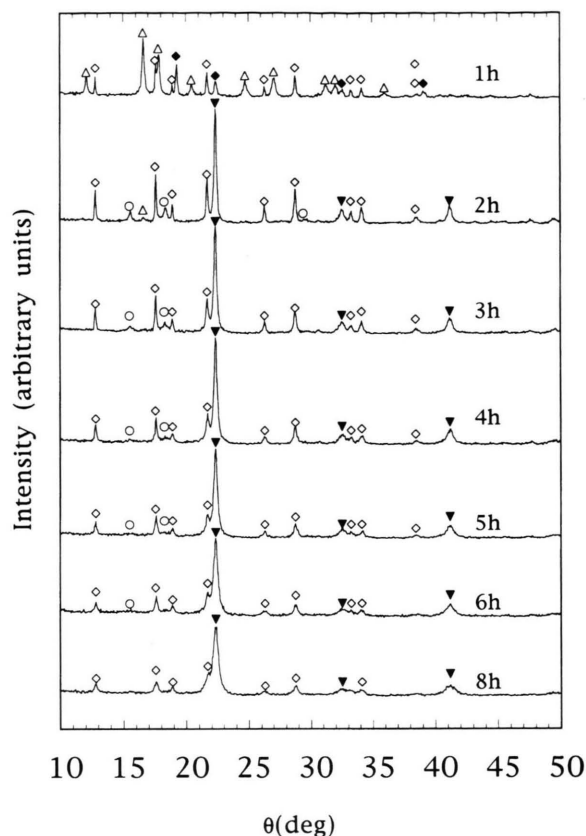 1h
2h
3h
4h
5h
6h
8h
Intensity (arbitrary units)
10 15 20 25 30 35 40 45 50
θ(deg)